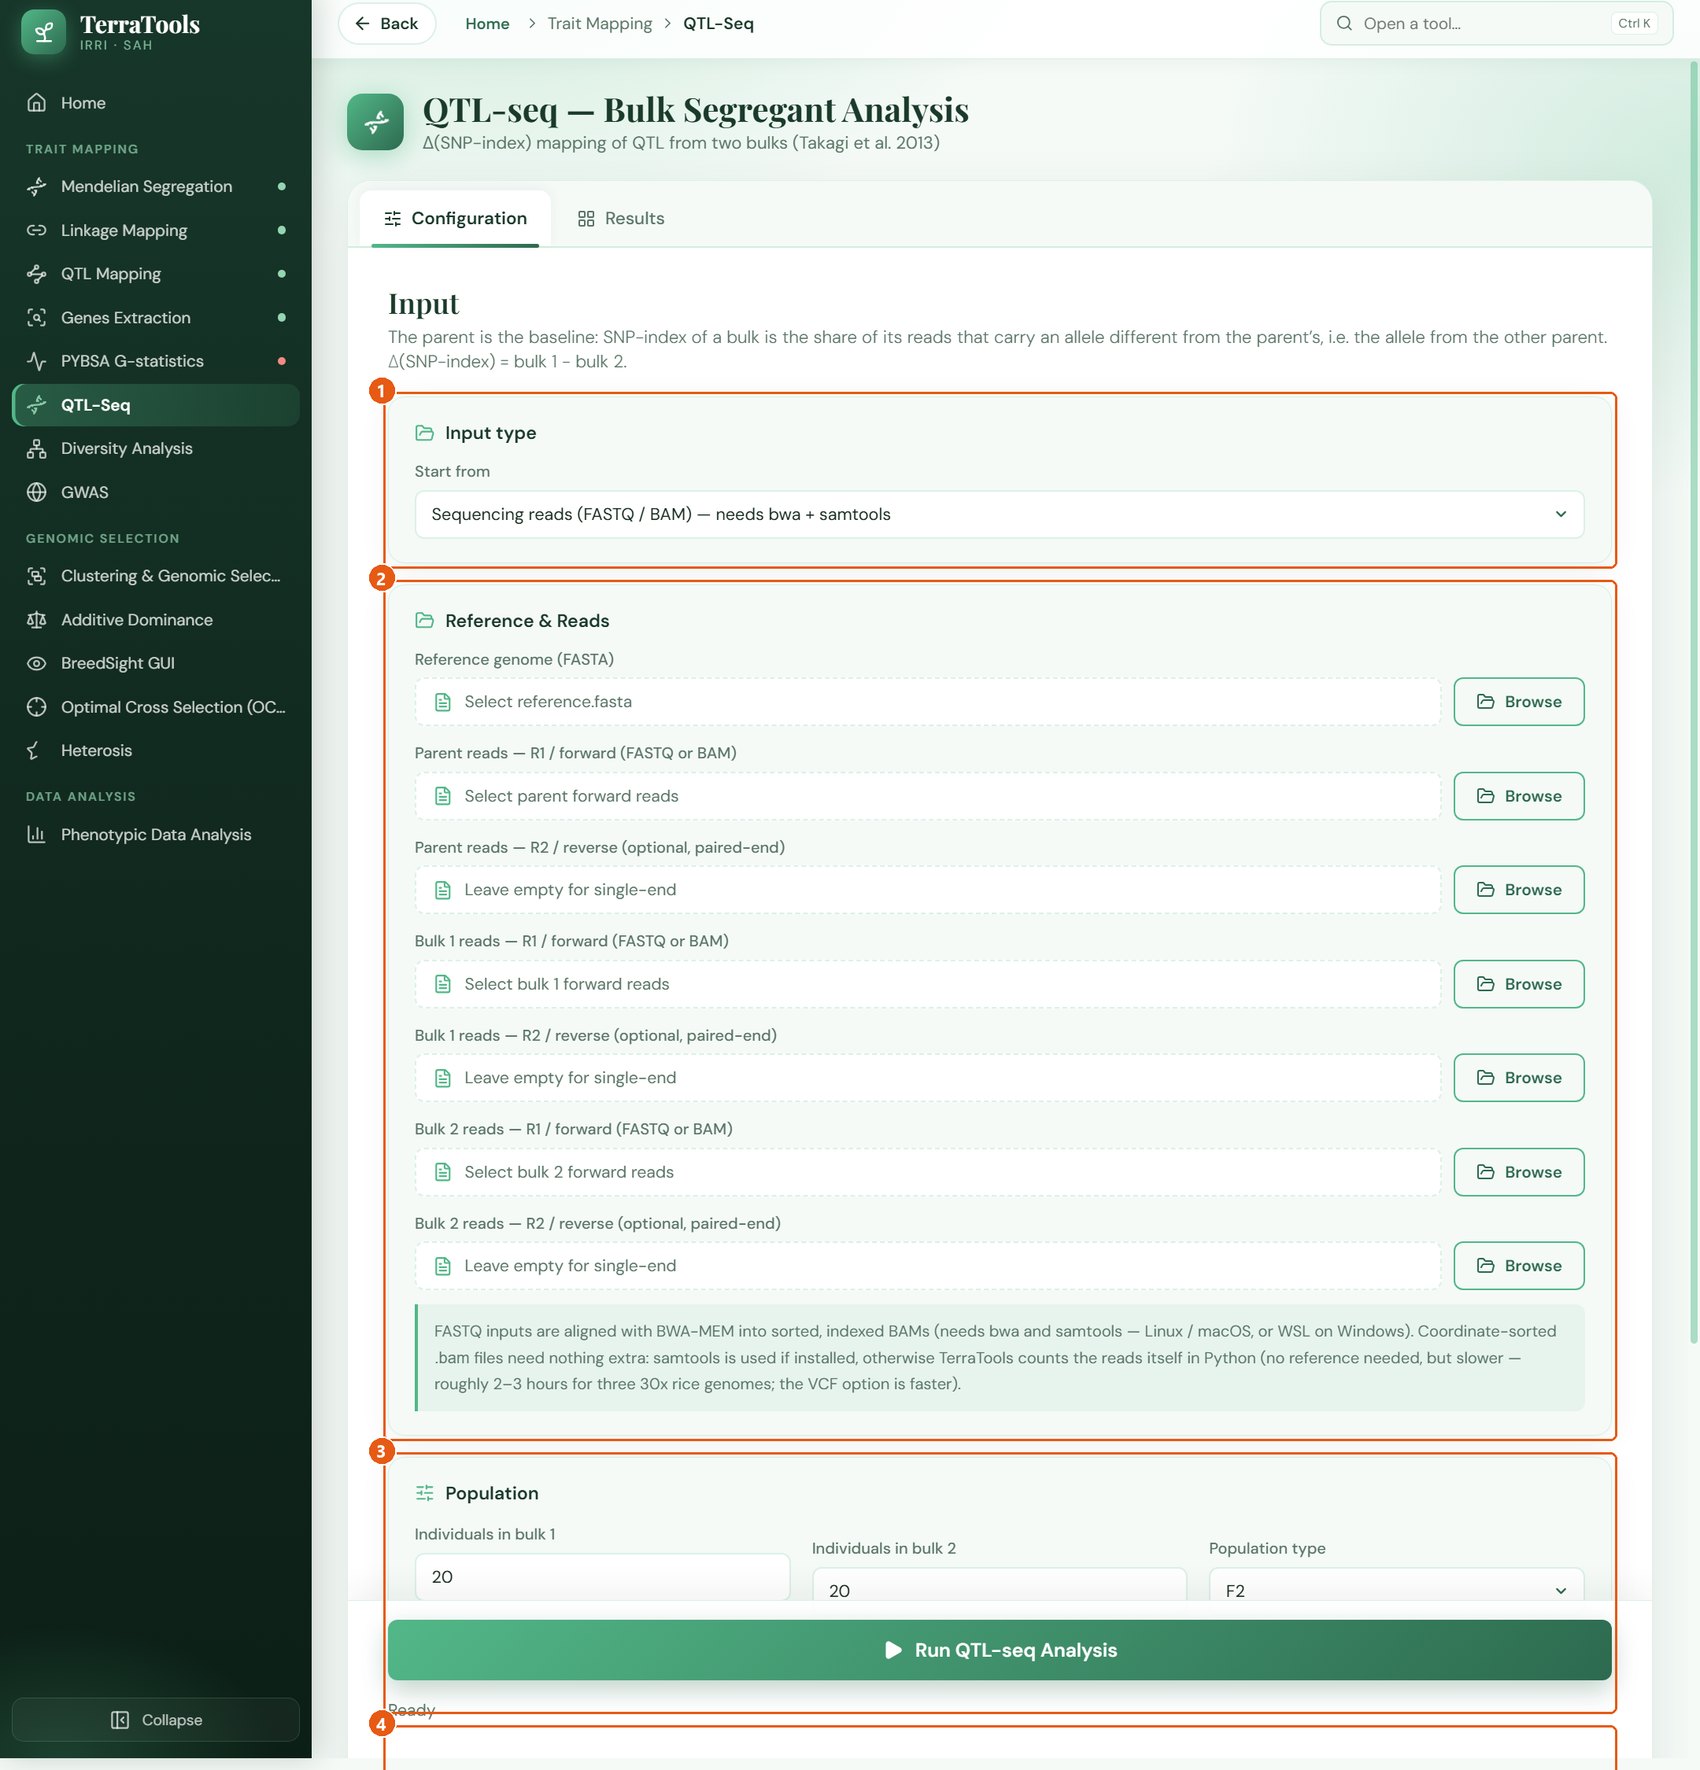 TerraTools
IRRI · SAH
Home
TRAIT MAPPING
Mendelian Segregation
Linkage Mapping
QTL Mapping
Genes Extraction
PYBSA G-statistics
QTL-Seq
Diversity Analysis
GWAS
GENOMIC SELECTION
Clustering & Genomic Selec...
Additive Dominance
BreedSight GUI
Optimal Cross Selection (OC...
Heterosis
DATA ANALYSIS
Phenotypic Data Analysis
Collapse
Back
Home > Trait Mapping > QTL-Seq
Open a tool...
Ctrl K
QTL-seq — Bulk Segregant Analysis
Δ(SNP-index) mapping of QTL from two bulks (Takagi et al. 2013)
Configuration
Results
Input
The parent is the baseline: SNP-index of a bulk is the share of its reads that carry an allele different from the parent's, i.e. the allele from the other parent.
Δ(SNP-index) = bulk 1 − bulk 2.
1
Input type
Start from
Sequencing reads (FASTQ / BAM) — needs bwa + samtools
2
Reference & Reads
Reference genome (FASTA)
Select reference.fasta
Browse
Parent reads — R1 / forward (FASTQ or BAM)
Select parent forward reads
Browse
Parent reads — R2 / reverse (optional, paired-end)
Leave empty for single-end
Browse
Bulk 1 reads — R1 / forward (FASTQ or BAM)
Select bulk 1 forward reads
Browse
Bulk 1 reads — R2 / reverse (optional, paired-end)
Leave empty for single-end
Browse
Bulk 2 reads — R1 / forward (FASTQ or BAM)
Select bulk 2 forward reads
Browse
Bulk 2 reads — R2 / reverse (optional, paired-end)
Leave empty for single-end
Browse
FASTQ inputs are aligned with BWA-MEM into sorted, indexed BAMs (needs bwa and samtools — Linux / macOS, or WSL on Windows). Coordinate-sorted
.bam files need nothing extra: samtools is used if installed, otherwise TerraTools counts the reads itself in Python (no reference needed, but slower —
roughly 2–3 hours for three 30x rice genomes; the VCF option is faster).
3
Population
Individuals in bulk 1
20
Individuals in bulk 2
20
Population type
F2
Run QTL-seq Analysis
Ready
4